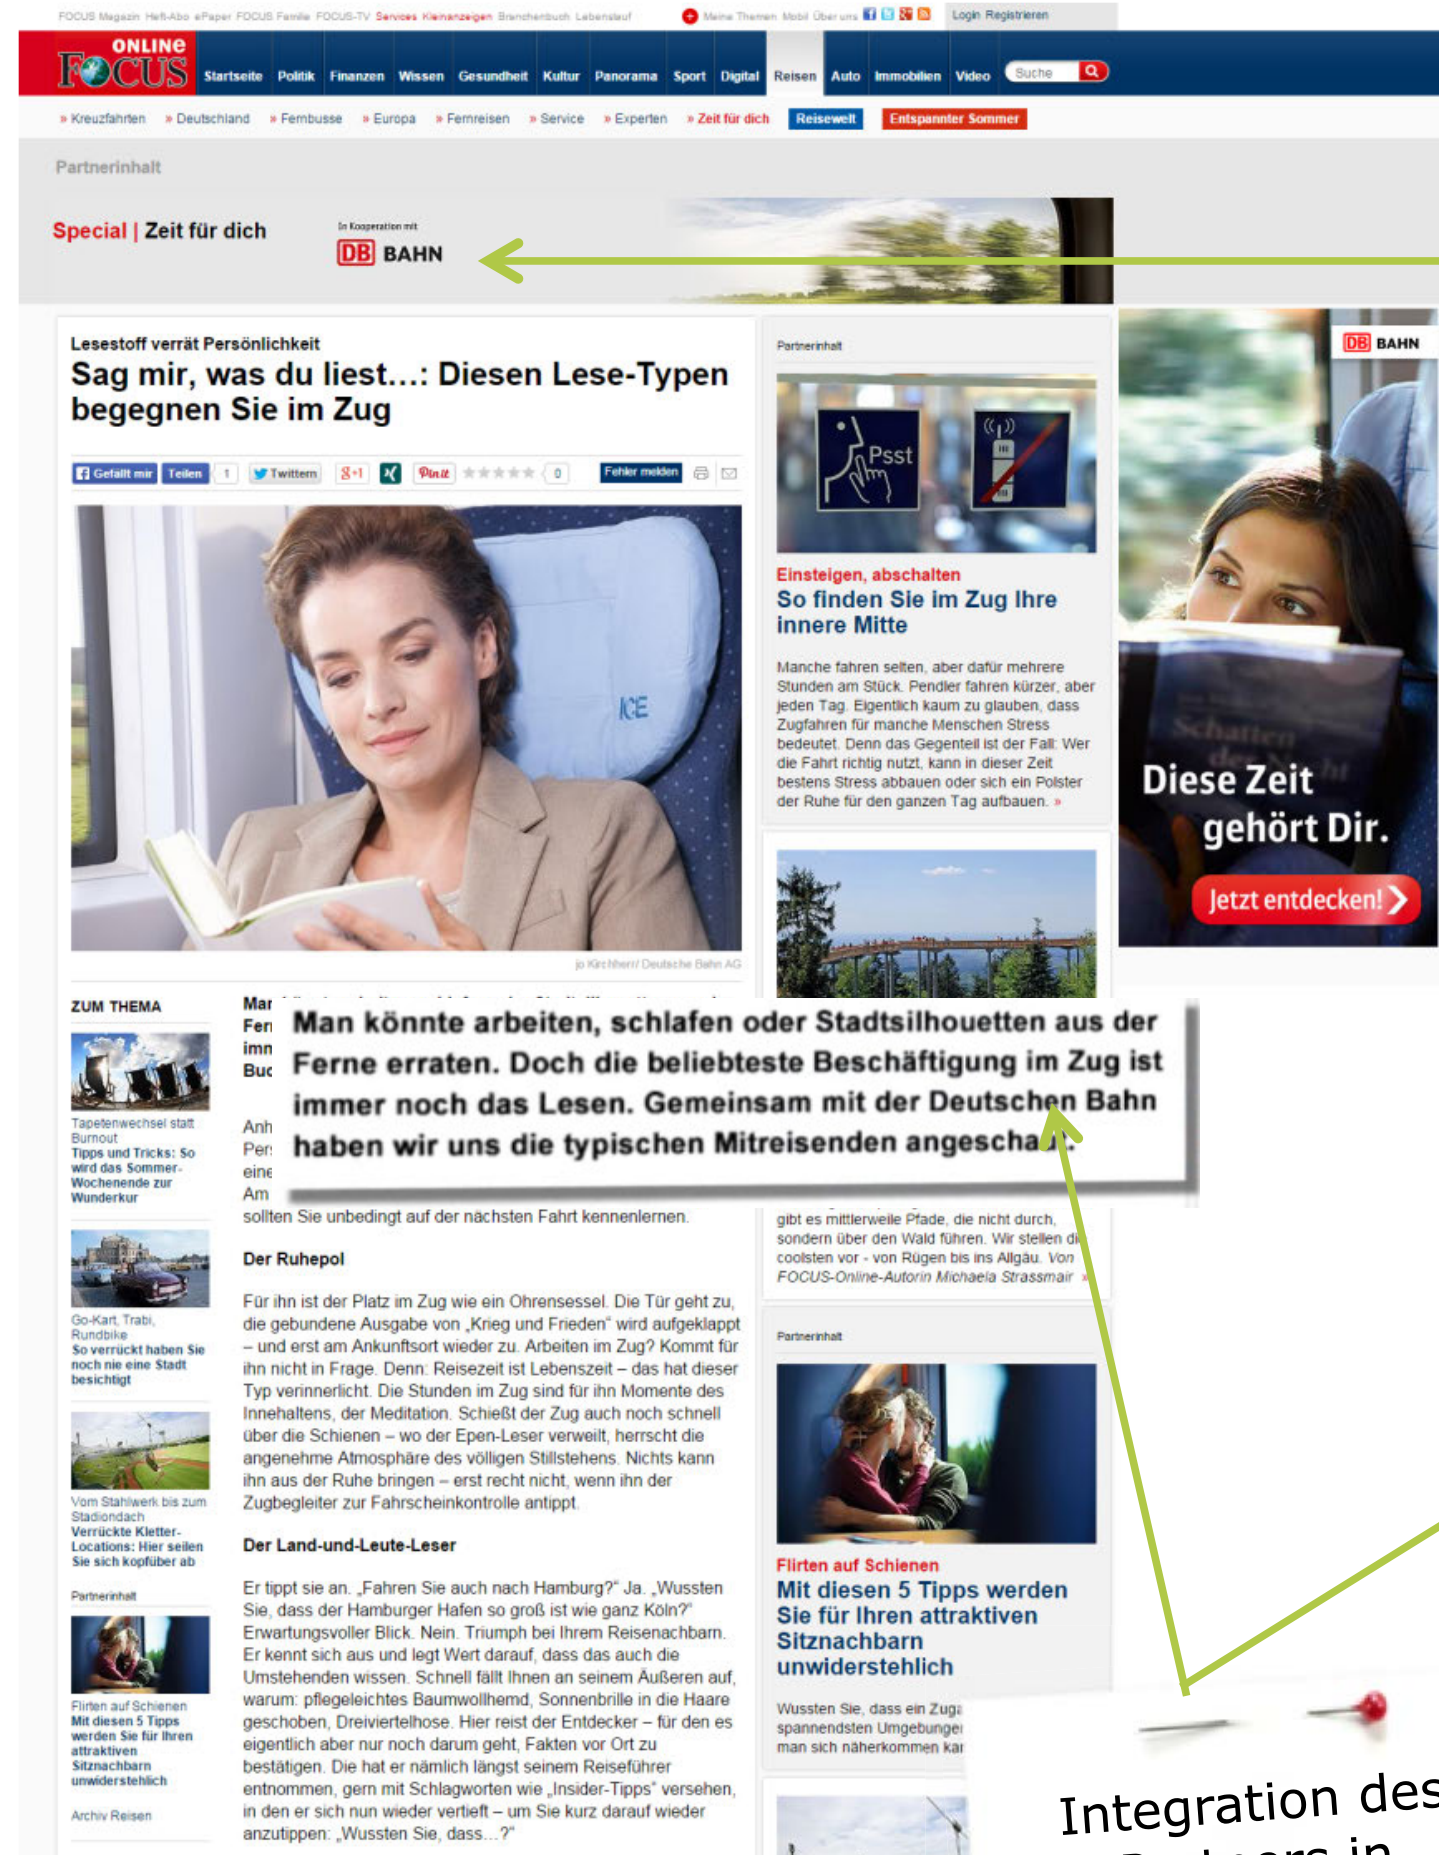 FOCUS Magazin Heft-Abo ePaper FOCUS Familie FOCUS-TV Services Kleinanzeigen Branchenbuch Lebenslauf
Meine Themen Mobil Über uns
Login Registrieren
ONLINE
FOCUS
Startseite Politik Finanzen Wissen Gesundheit Kultur Panorama Sport Digital Reisen Auto Immobilien Video Suche
» Kreuzfahrten » Deutschland » Fernbusse » Europa » Fernreisen » Service » Experten » Zeit für dich Reisewelt Entspannter Sommer
Partnerinhalt
Special | Zeit für dich
In Kooperation mit
DB BAHN
Lesestoff verrät Persönlichkeit
Sag mir, was du liest…: Diesen Lese-Typen
begegnen Sie im Zug
Gefällt mir Teilen 1 Twittern g+1 Pin it 0 Fehler melden
ICE
jo Kirchherr/ Deutsche Bahn AG
ZUM THEMA
Tapetenwechsel statt
Burnout
Tipps und Tricks: So
wird das Sommer-
Wochenende zur
Wunderkur
Go-Kart, Trabi,
Rundbike
So verrückt haben Sie
noch nie eine Stadt
besichtigt
Vom Stahlwerk bis zum
Stadiondach
Verrückte Kletter-
Locations: Hier seilen
Sie sich kopfüber ab
Partnerinhalt
Flirten auf Schienen
Mit diesen 5 Tipps
werden Sie für Ihren
attraktiven
Sitznachbarn
unwiderstehlich
Archiv Reisen
Man könnte arbeiten, schlafen oder Stadtsilhouetten aus der
Ferne erraten. Doch die beliebteste Beschäftigung im Zug ist
immer noch das Lesen. Gemeinsam mit der Deutschen Bahn
haben wir uns die typischen Mitreisenden angeschaut.
Anh
Am
sollten Sie unbedingt auf der nächsten Fahrt kennenlernen.
Der Ruhepol
Für ihn ist der Platz im Zug wie ein Ohrensessel. Die Tür geht zu,
die gebundene Ausgabe von „Krieg und Frieden“ wird aufgeklappt
– und erst am Ankunftsort wieder zu. Arbeiten im Zug? Kommt für
ihn nicht in Frage. Denn: Reisezeit ist Lebenszeit – das hat dieser
Typ verinnerlicht. Die Stunden im Zug sind für ihn Momente des
Innehaltens, der Meditation. Schießt der Zug auch noch schnell
über die Schienen – wo der Epen-Leser verweilt, herrscht die
angenehme Atmosphäre des völligen Stillstehens. Nichts kann
ihn aus der Ruhe bringen – erst recht nicht, wenn ihn der
Zugbegleiter zur Fahrscheinkontrolle antippt.
Der Land-und-Leute-Leser
Er tippt sie an. „Fahren Sie auch nach Hamburg?“ Ja. „Wussten
Sie, dass der Hamburger Hafen so groß ist wie ganz Köln?“
Erwartungsvoller Blick. Nein. Triumph bei Ihrem Reisenachbarn.
Er kennt sich aus und legt Wert darauf, dass das auch die
Umstehenden wissen. Schnell fällt Ihnen an seinem Äußeren auf,
warum: pflegeleichtes Baumwollhemd, Sonnenbrille in die Haare
geschoben, Dreiviertelhose. Hier reist der Entdecker – für den es
eigentlich aber nur noch darum geht, Fakten vor Ort zu
bestätigen. Die hat er nämlich längst seinem Reiseführer
entnommen, gern mit Schlagworten wie „Insider-Tipps“ versehen,
in den er sich nun wieder vertieft – um Sie kurz darauf wieder
anzutippen: „Wussten Sie, dass…?“
Partnerinhalt
Psst
Einsteigen, abschalten
So finden Sie im Zug Ihre
innere Mitte
Manche fahren selten, aber dafür mehrere
Stunden am Stück. Pendler fahren kürzer, aber
jeden Tag. Eigentlich kaum zu glauben, dass
Zugfahren für manche Menschen Stress
bedeutet. Denn das Gegenteil ist der Fall: Wer
die Fahrt richtig nutzt, kann in dieser Zeit
bestens Stress abbauen oder sich ein Polster
der Ruhe für den ganzen Tag aufbauen. »
gibt es mittlerweile Pfade, die nicht durch,
sondern über den Wald führen. Wir stellen die
coolsten vor - von Rügen bis ins Allgäu. Von
FOCUS-Online-Autorin Michaela Strassmair »
Partnerinhalt
Flirten auf Schienen
Mit diesen 5 Tipps werden
Sie für Ihren attraktiven
Sitznachbarn
unwiderstehlich
Wussten Sie, dass ein Zuga
spannendsten Umgebungen
man sich näherkommen kan
DB BAHN
Schatten
der Nacht
Diese Zeit
gehört Dir.
Jetzt entdecken!
Integration des
Partners in